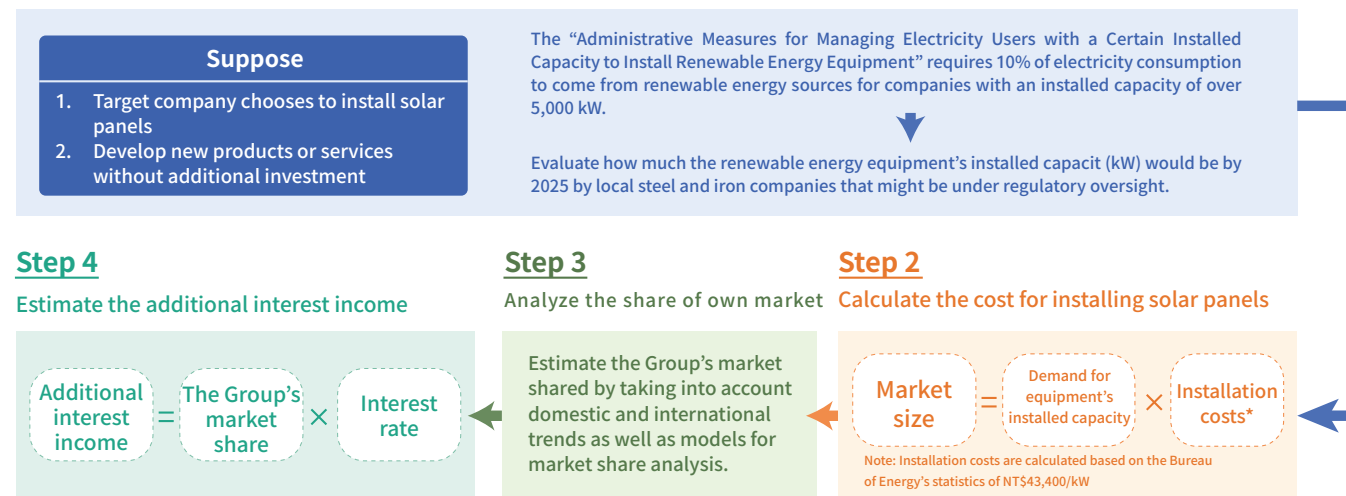 Suppose
1. Target company chooses to install solar
panels
2. Develop new products or services
without additional investment
The “Administrative Measures for Managing Electricity Users with a Certain Installed
Capacity to Install Renewable Energy Equipment” requires 10% of electricity consumption
to come from renewable energy sources for companies with an installed capacity of over
5,000 kW.
Evaluate how much the renewable energy equipment’s installed capacit (kW) would be by
2025 by local steel and iron companies that might be under regulatory oversight.
Step 4
Estimate the additional interest income
Additional
interest
income
=
The Group’s
market
share
×
Interest
rate
Step 3
Analyze the share of own market
Estimate the Group’s market
shared by taking into account
domestic and international
trends as well as models for
market share analysis.
Step 2
Calculate the cost for installing solar panels
Market
size
=
Demand for
equipment’s
installed capacity
×
Installation
costs*
Note: Installation costs are calculated based on the Bureau
of Energy’s statistics of NT$43,400/kW